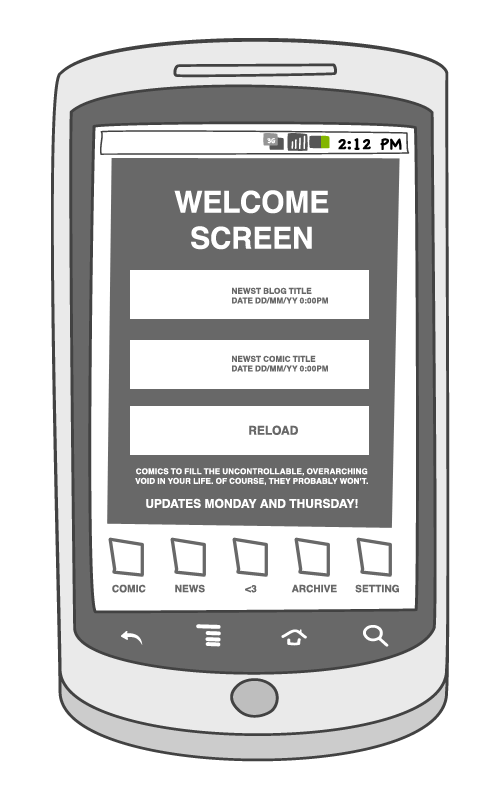 3G 2:12 PM
WELCOME
SCREEN
NEWST BLOG TITLE
DATE DD/MM/YY 0:00PM
NEWST COMIC TITLE
DATE DD/MM/YY 0:00PM
RELOAD
COMICS TO FILL THE UNCONTROLLABLE, OVERARCHING
VOID IN YOUR LIFE. OF COURSE, THEY PROBABLY WON'T.
UPDATES MONDAY AND THURSDAY!
COMIC NEWS <3 ARCHIVE SETTING